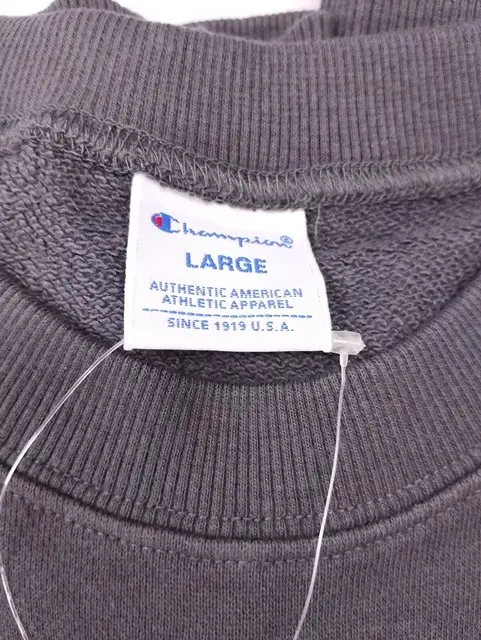 Champion®
LARGE
AUTHENTIC AMERICAN
ATHLETIC APPAREL
SINCE 1919 U.S.A.